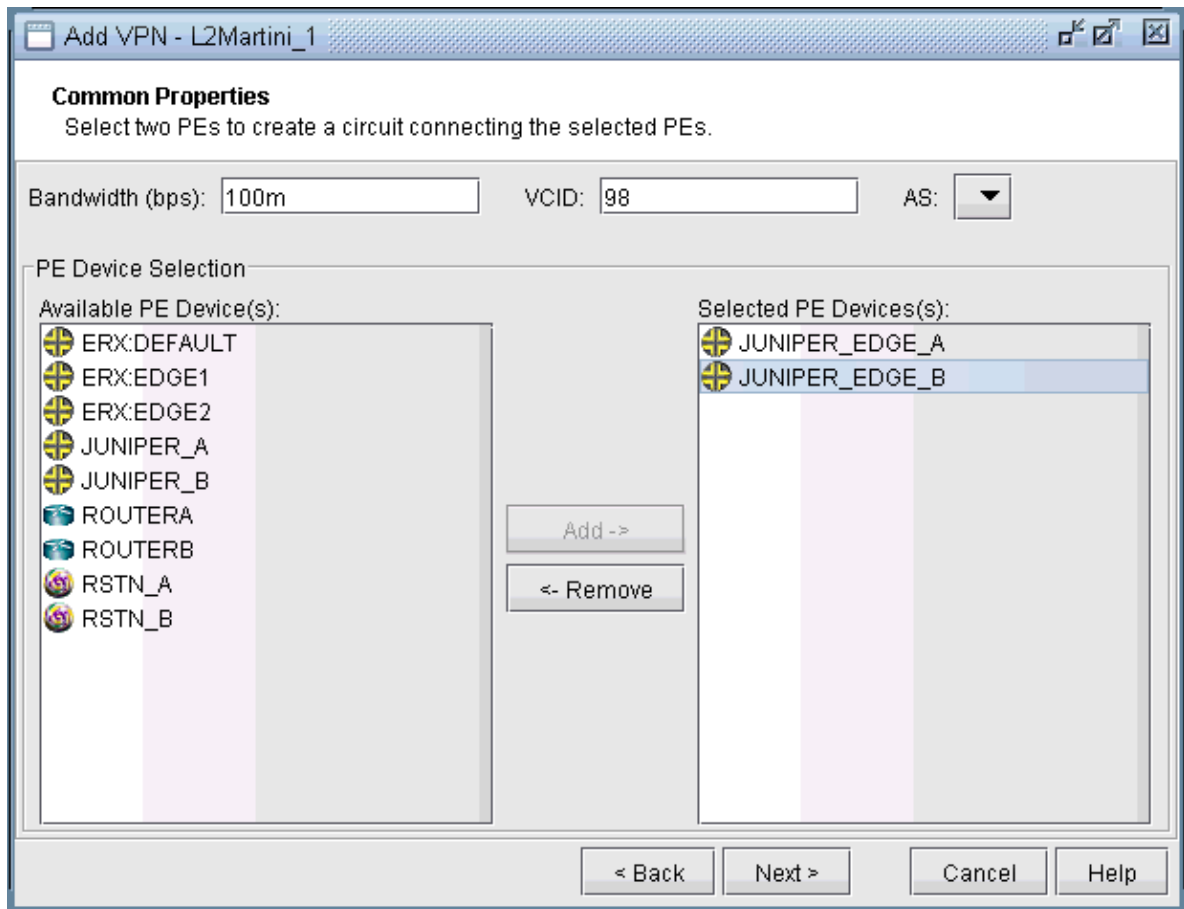 Add VPN - L2Martini_1
Common Properties
Select two PEs to create a circuit connecting the selected PEs.
Bandwidth (bps): 100m VCID: 98 AS:
PE Device Selection
Available PE Device(s):
ERX:DEFAULT
ERX:EDGE1
ERX:EDGE2
JUNIPER_A
JUNIPER_B
ROUTERA
ROUTERB
RSTN_A
RSTN_B
Add ->
<- Remove
Selected PE Devices(s):
JUNIPER_EDGE_A
JUNIPER_EDGE_B
< Back Next > Cancel Help